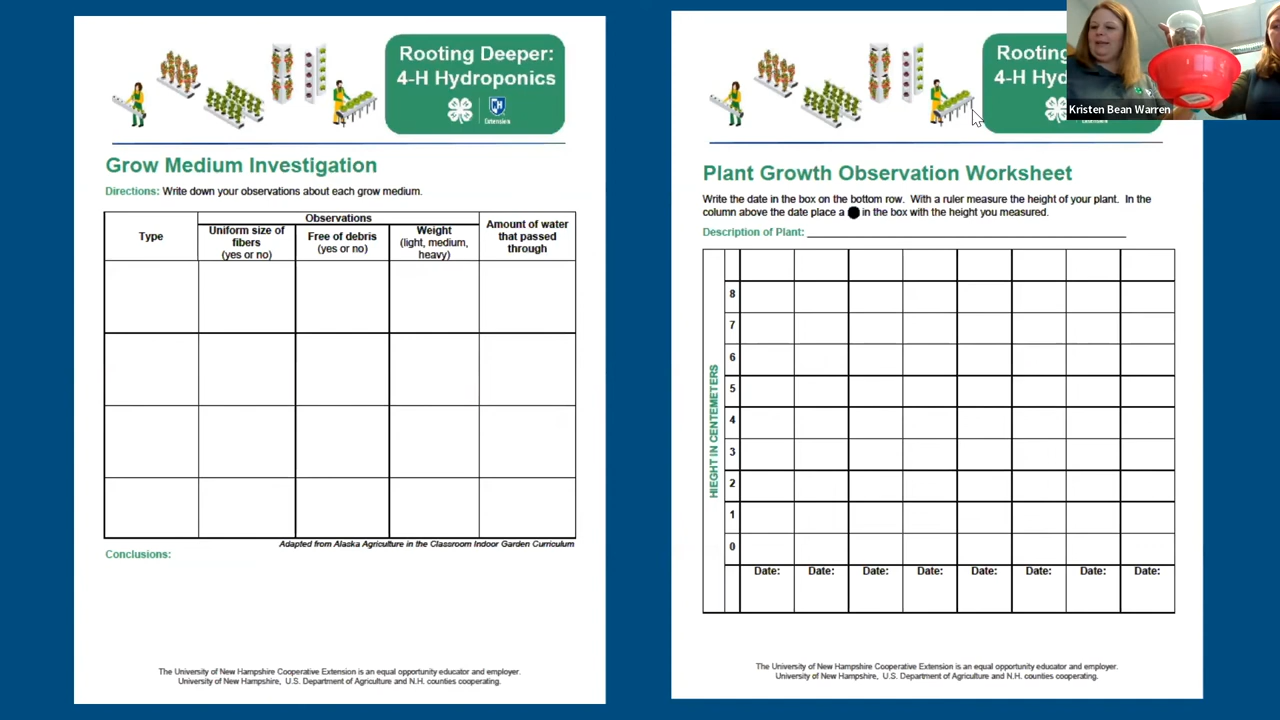 Rooting Deeper:
4-H Hydroponics
Extension
Grow Medium Investigation
Directions: Write down your observations about each grow medium.
Type
Observations
Uniform size of
fibers
(yes or no)
Free of debris
(yes or no)
Weight
(light, medium,
heavy)
Amount of water
that passed
through
Adapted from Alaska Agriculture in the Classroom Indoor Garden Curriculum
Conclusions:
The University of New Hampshire Cooperative Extension is an equal opportunity educator and employer.
University of New Hampshire, U.S. Department of Agriculture and N.H. counties cooperating.
Rooting
4-H Hyd
Kristen Bean Warren
Plant Growth Observation Worksheet
Write the date in the box on the bottom row. With a ruler measure the height of your plant. In the
column above the date place a in the box with the height you measured.
Description of Plant:
HIEGHT IN CENTEMETERS
8
7
6
5
4
3
2
1
0
Date: Date: Date: Date: Date: Date: Date: Date:
The University of New Hampshire Cooperative Extension is an equal opportunity educator and employer.
University of New Hampshire, U.S. Department of Agriculture and N.H. counties cooperating.